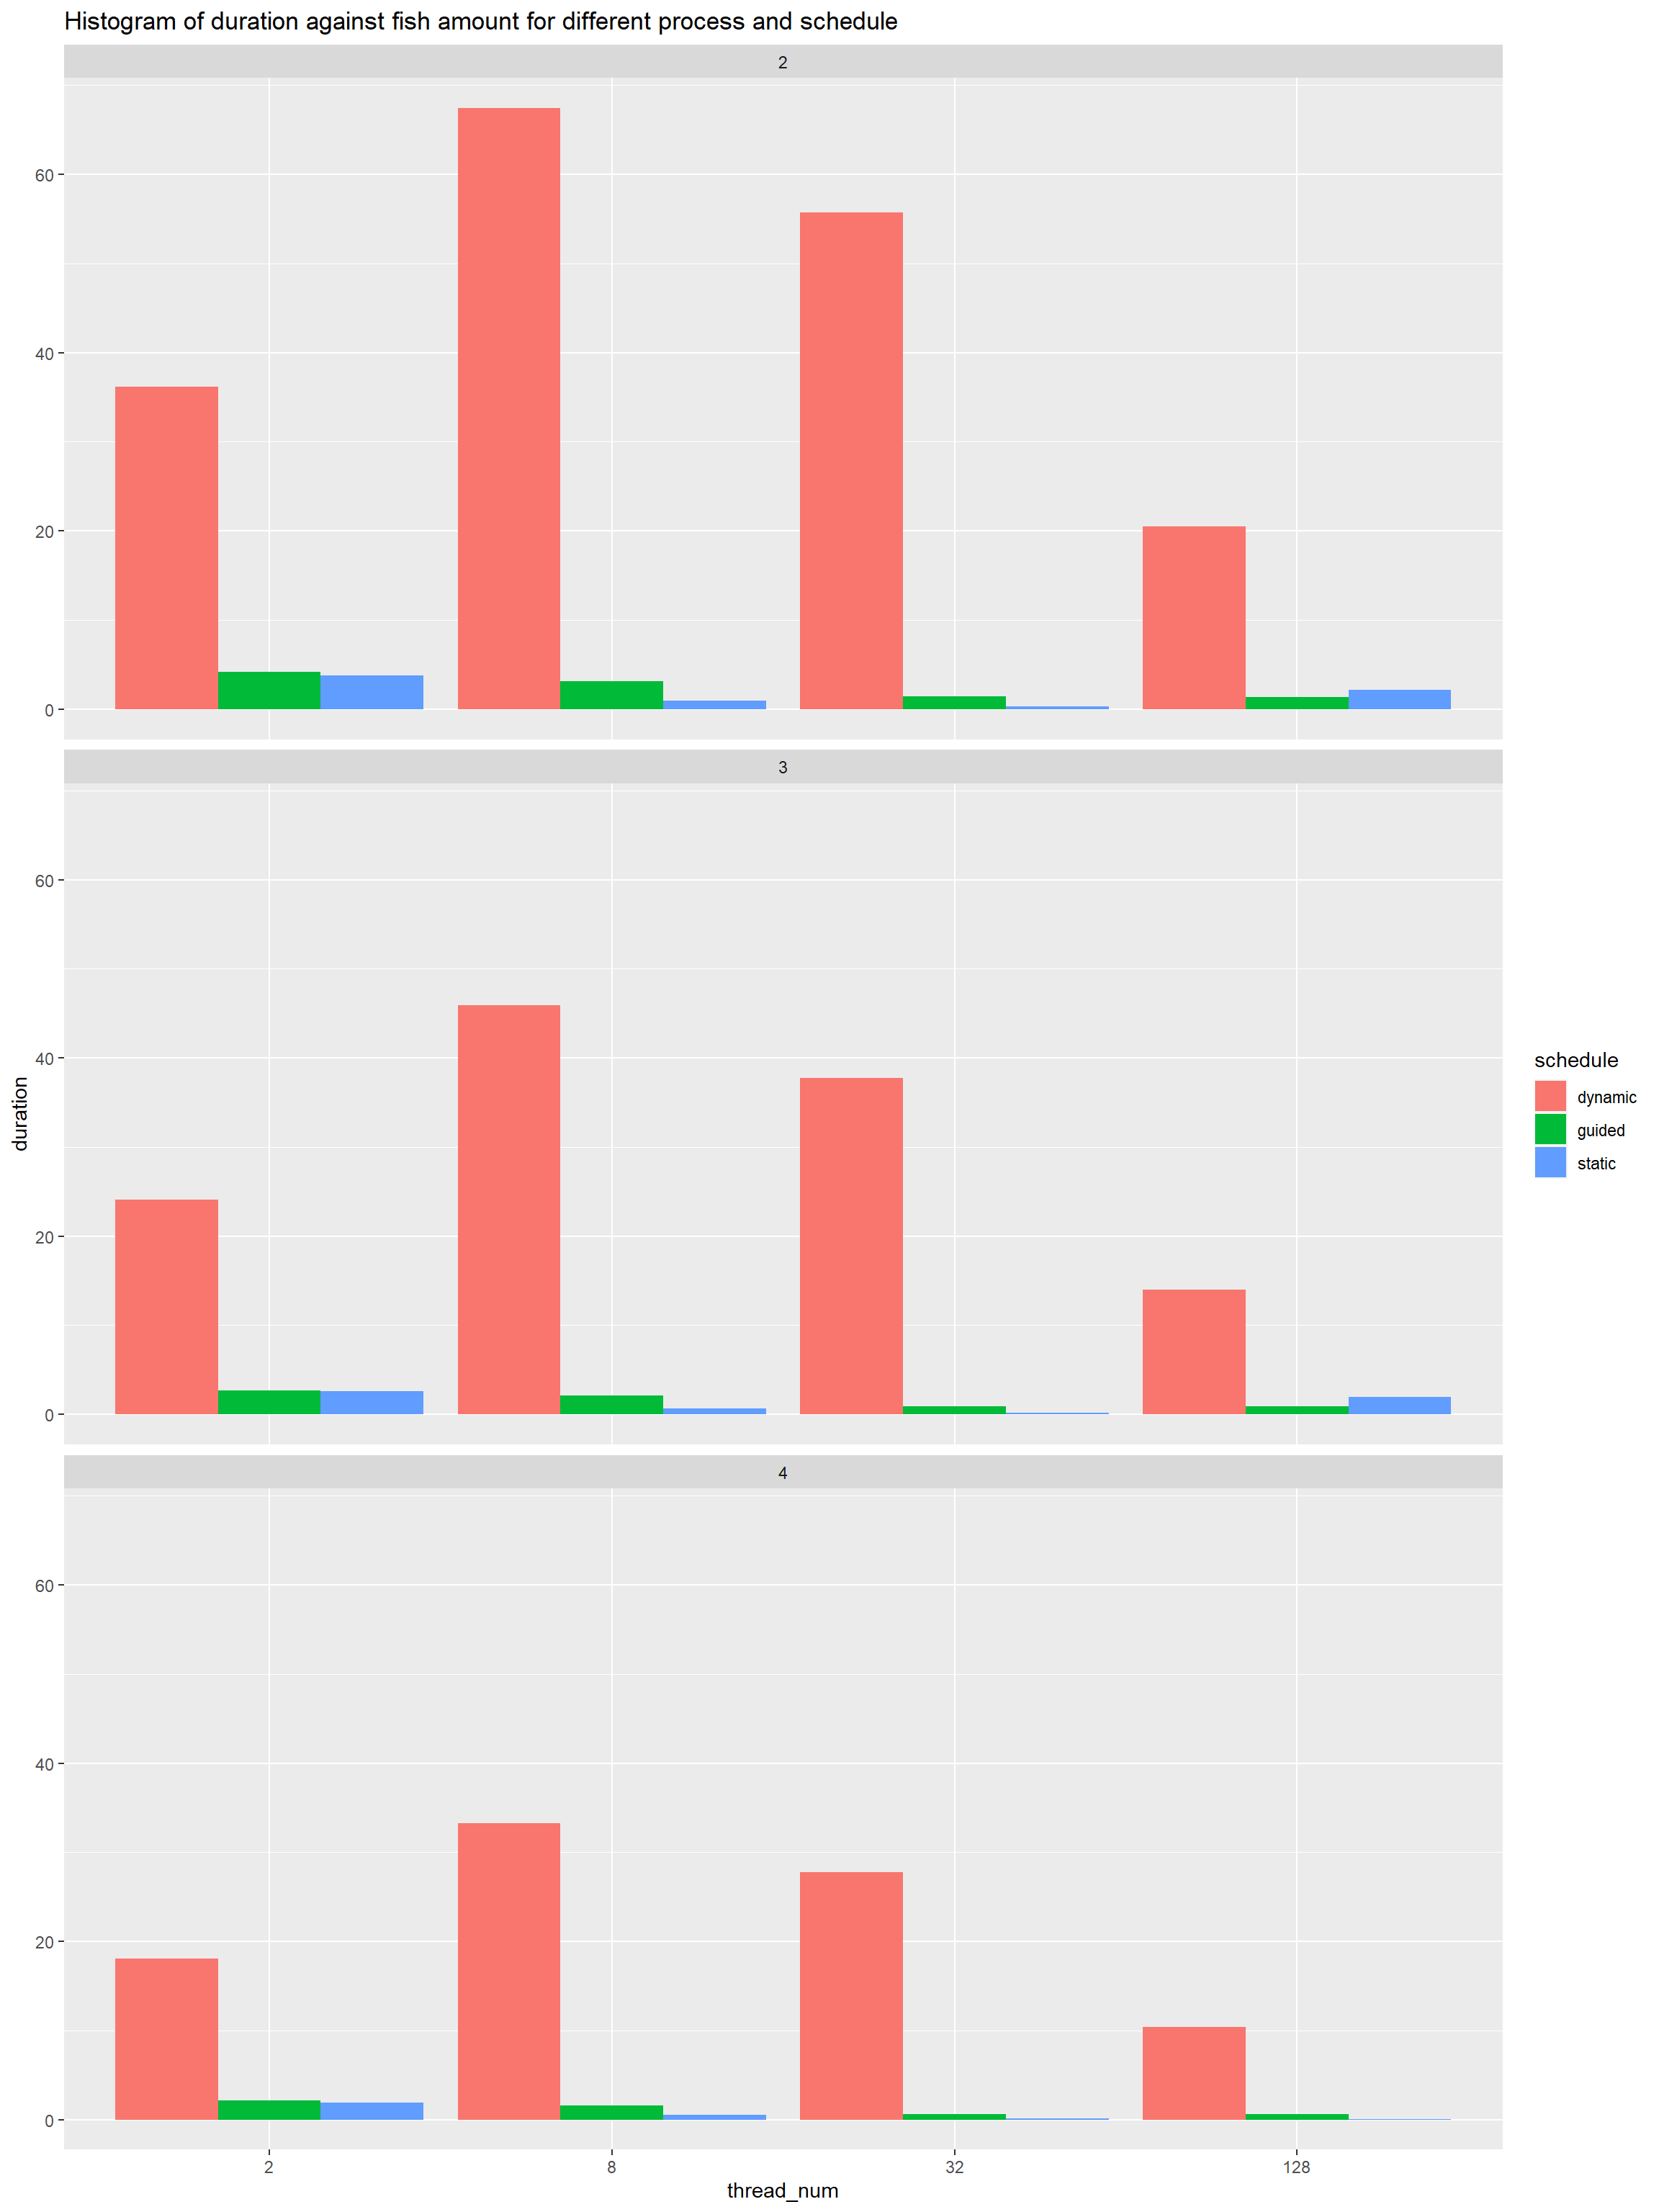 Histogram of duration against fish amount for different process and schedule
2
60
40
20
0
3
60
40
20
0
duration
schedule
dynamic
guided
static
4
60
40
20
0
2 8 32 128
thread_num